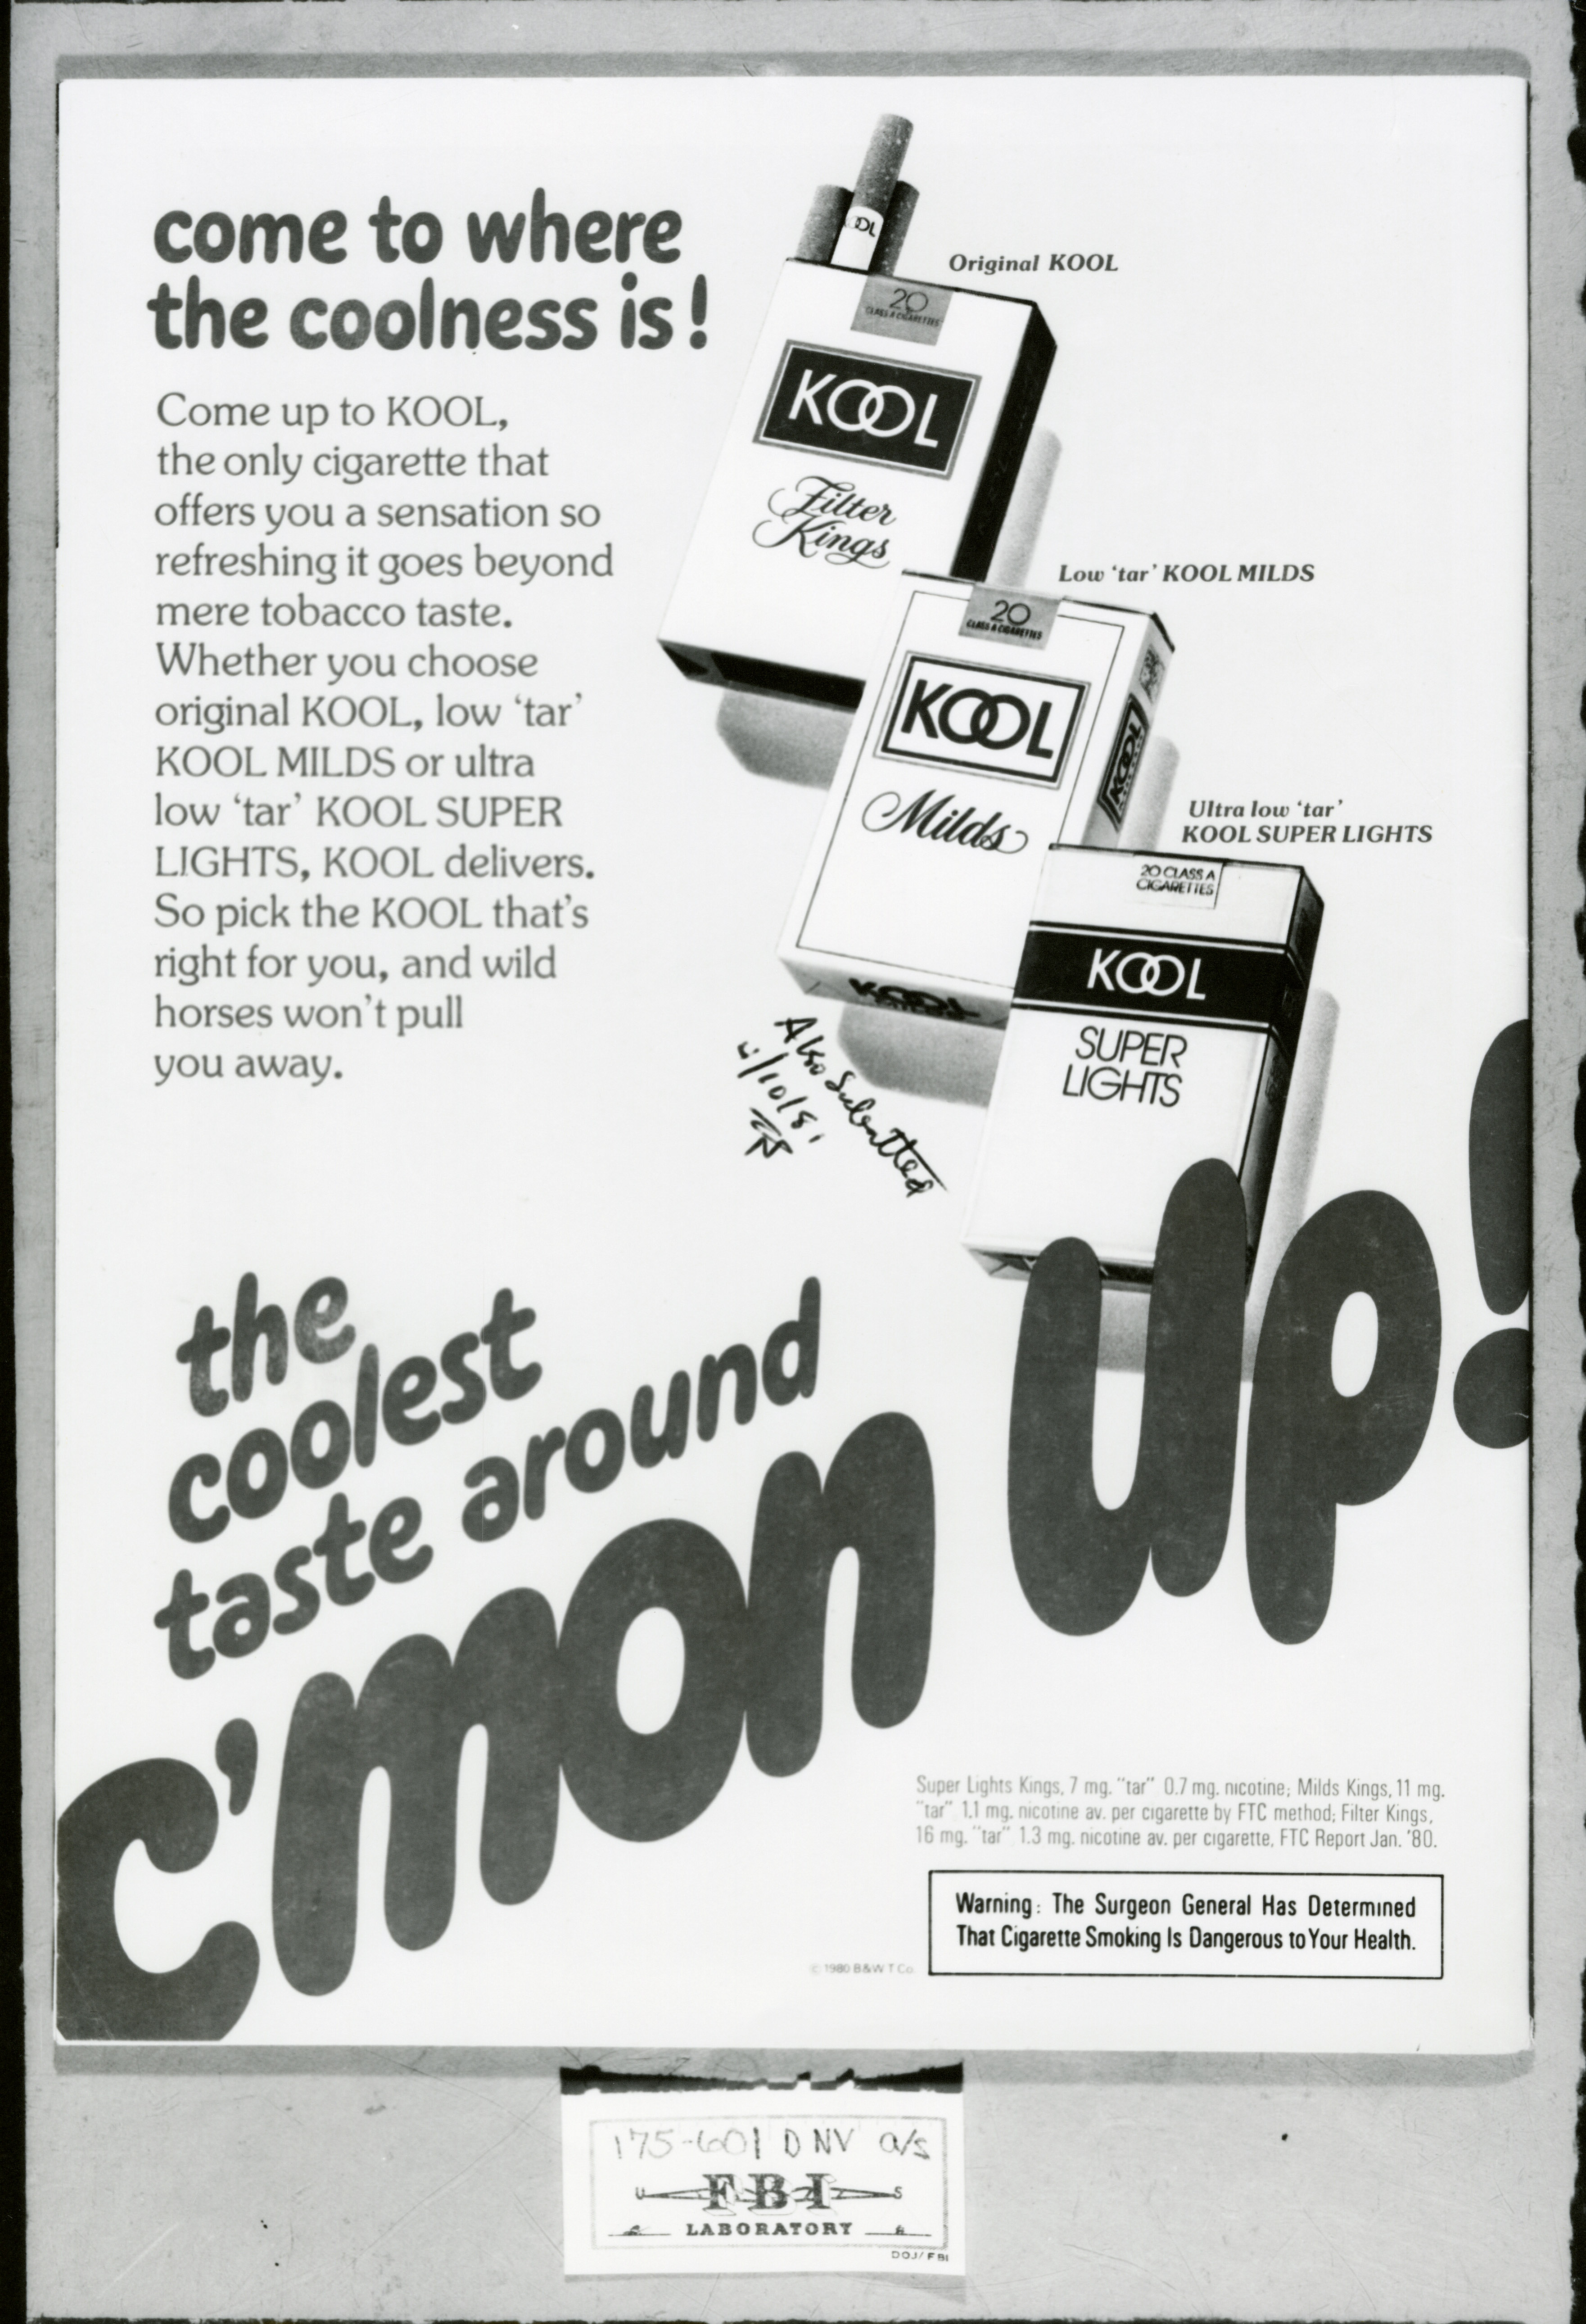 come to where
the coolness is!
Come up to KOOL,
the only cigarette that
offers you a sensation so
refreshing it goes beyond
mere tobacco taste.
Whether you choose
original KOOL, low ‘tar’
KOOL MILDS or ultra
low ‘tar’ KOOL SUPER
LIGHTS, KOOL delivers.
So pick the KOOL that's
right for you, and wild
horses won't pull
you away.
Original KOOL
20
CLASS A CIGARETTES
KOOL
Filter
Kings
Low ‘tar’ KOOL MILDS
20
CLASS A CIGARETTES
KOOL
Milds
KOOL
KOOL
Ultra low ‘tar’
KOOL SUPER LIGHTS
20 CLASS A
CIGARETTES
KOOL
SUPER
LIGHTS
Also Submitted
/10/81
the
coolest
taste around
c'mon up!
Super Lights Kings, 7 mg. "tar" 0.7 mg. nicotine; Milds Kings, 11 mg.
"tar" 1.1 mg. nicotine av. per cigarette by FTC method; Filter Kings,
16 mg. "tar" 1.3 mg. nicotine av. per cigarette, FTC Report Jan. '80.
Warning: The Surgeon General Has Determined
That Cigarette Smoking Is Dangerous to Your Health.
© 1980 B&W T Co.
175-601 DNV a/s
U FBI S
LABORATORY
DOJ/FBI